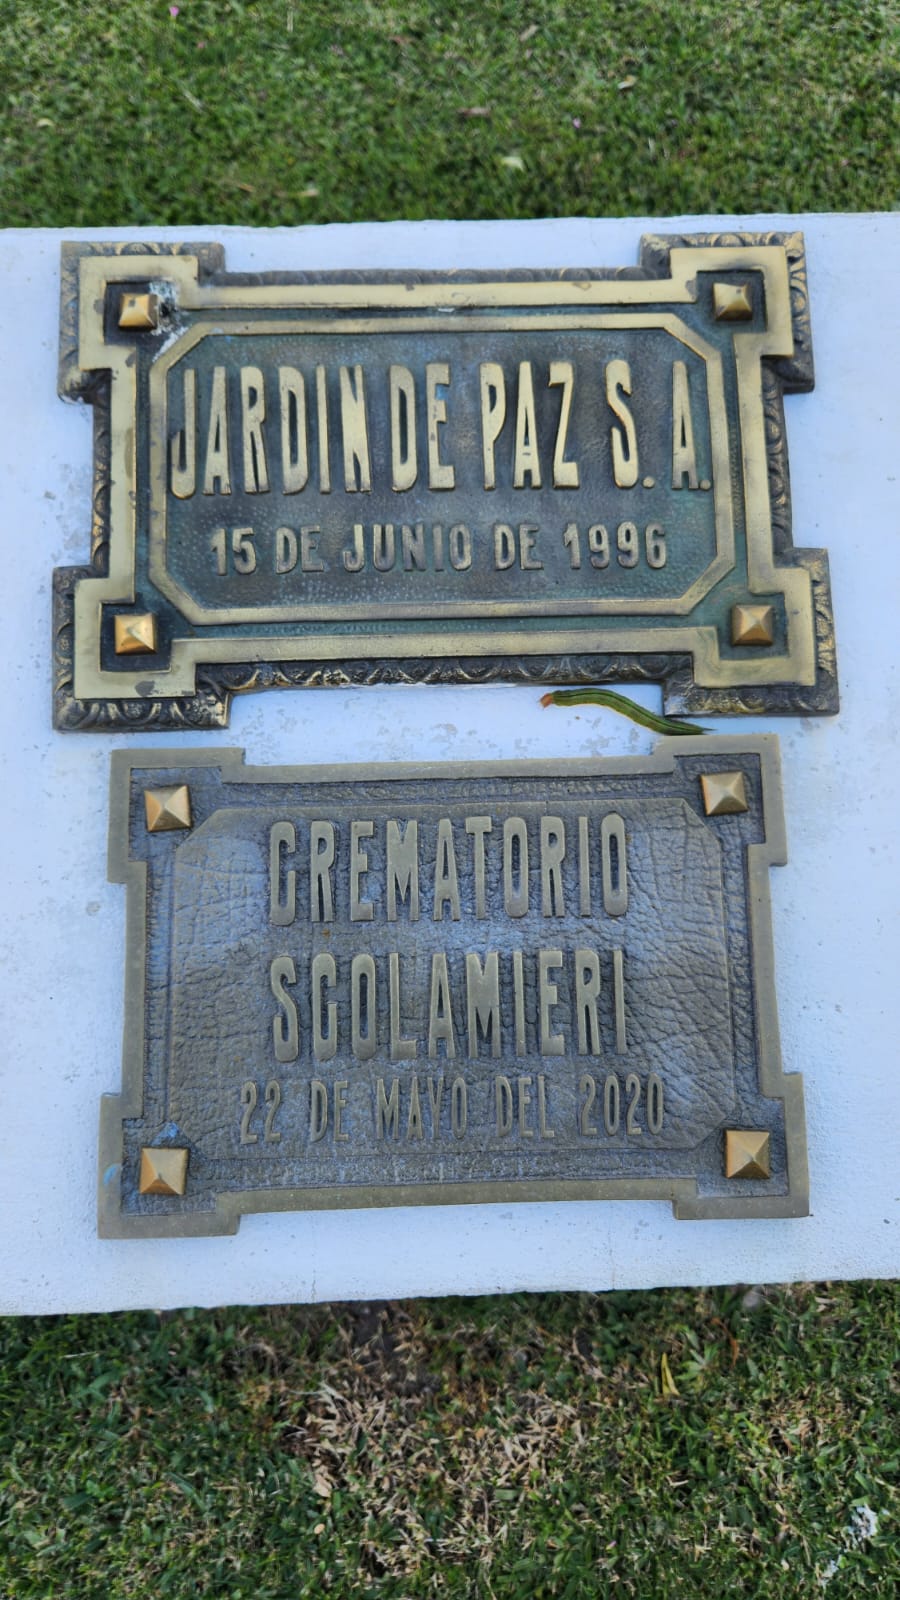 JARDIN DE PAZ S. A.
15 DE JUNIO DE 1996
CREMATORIO
SCOLAMIERI
22 DE MAYO DEL 2020